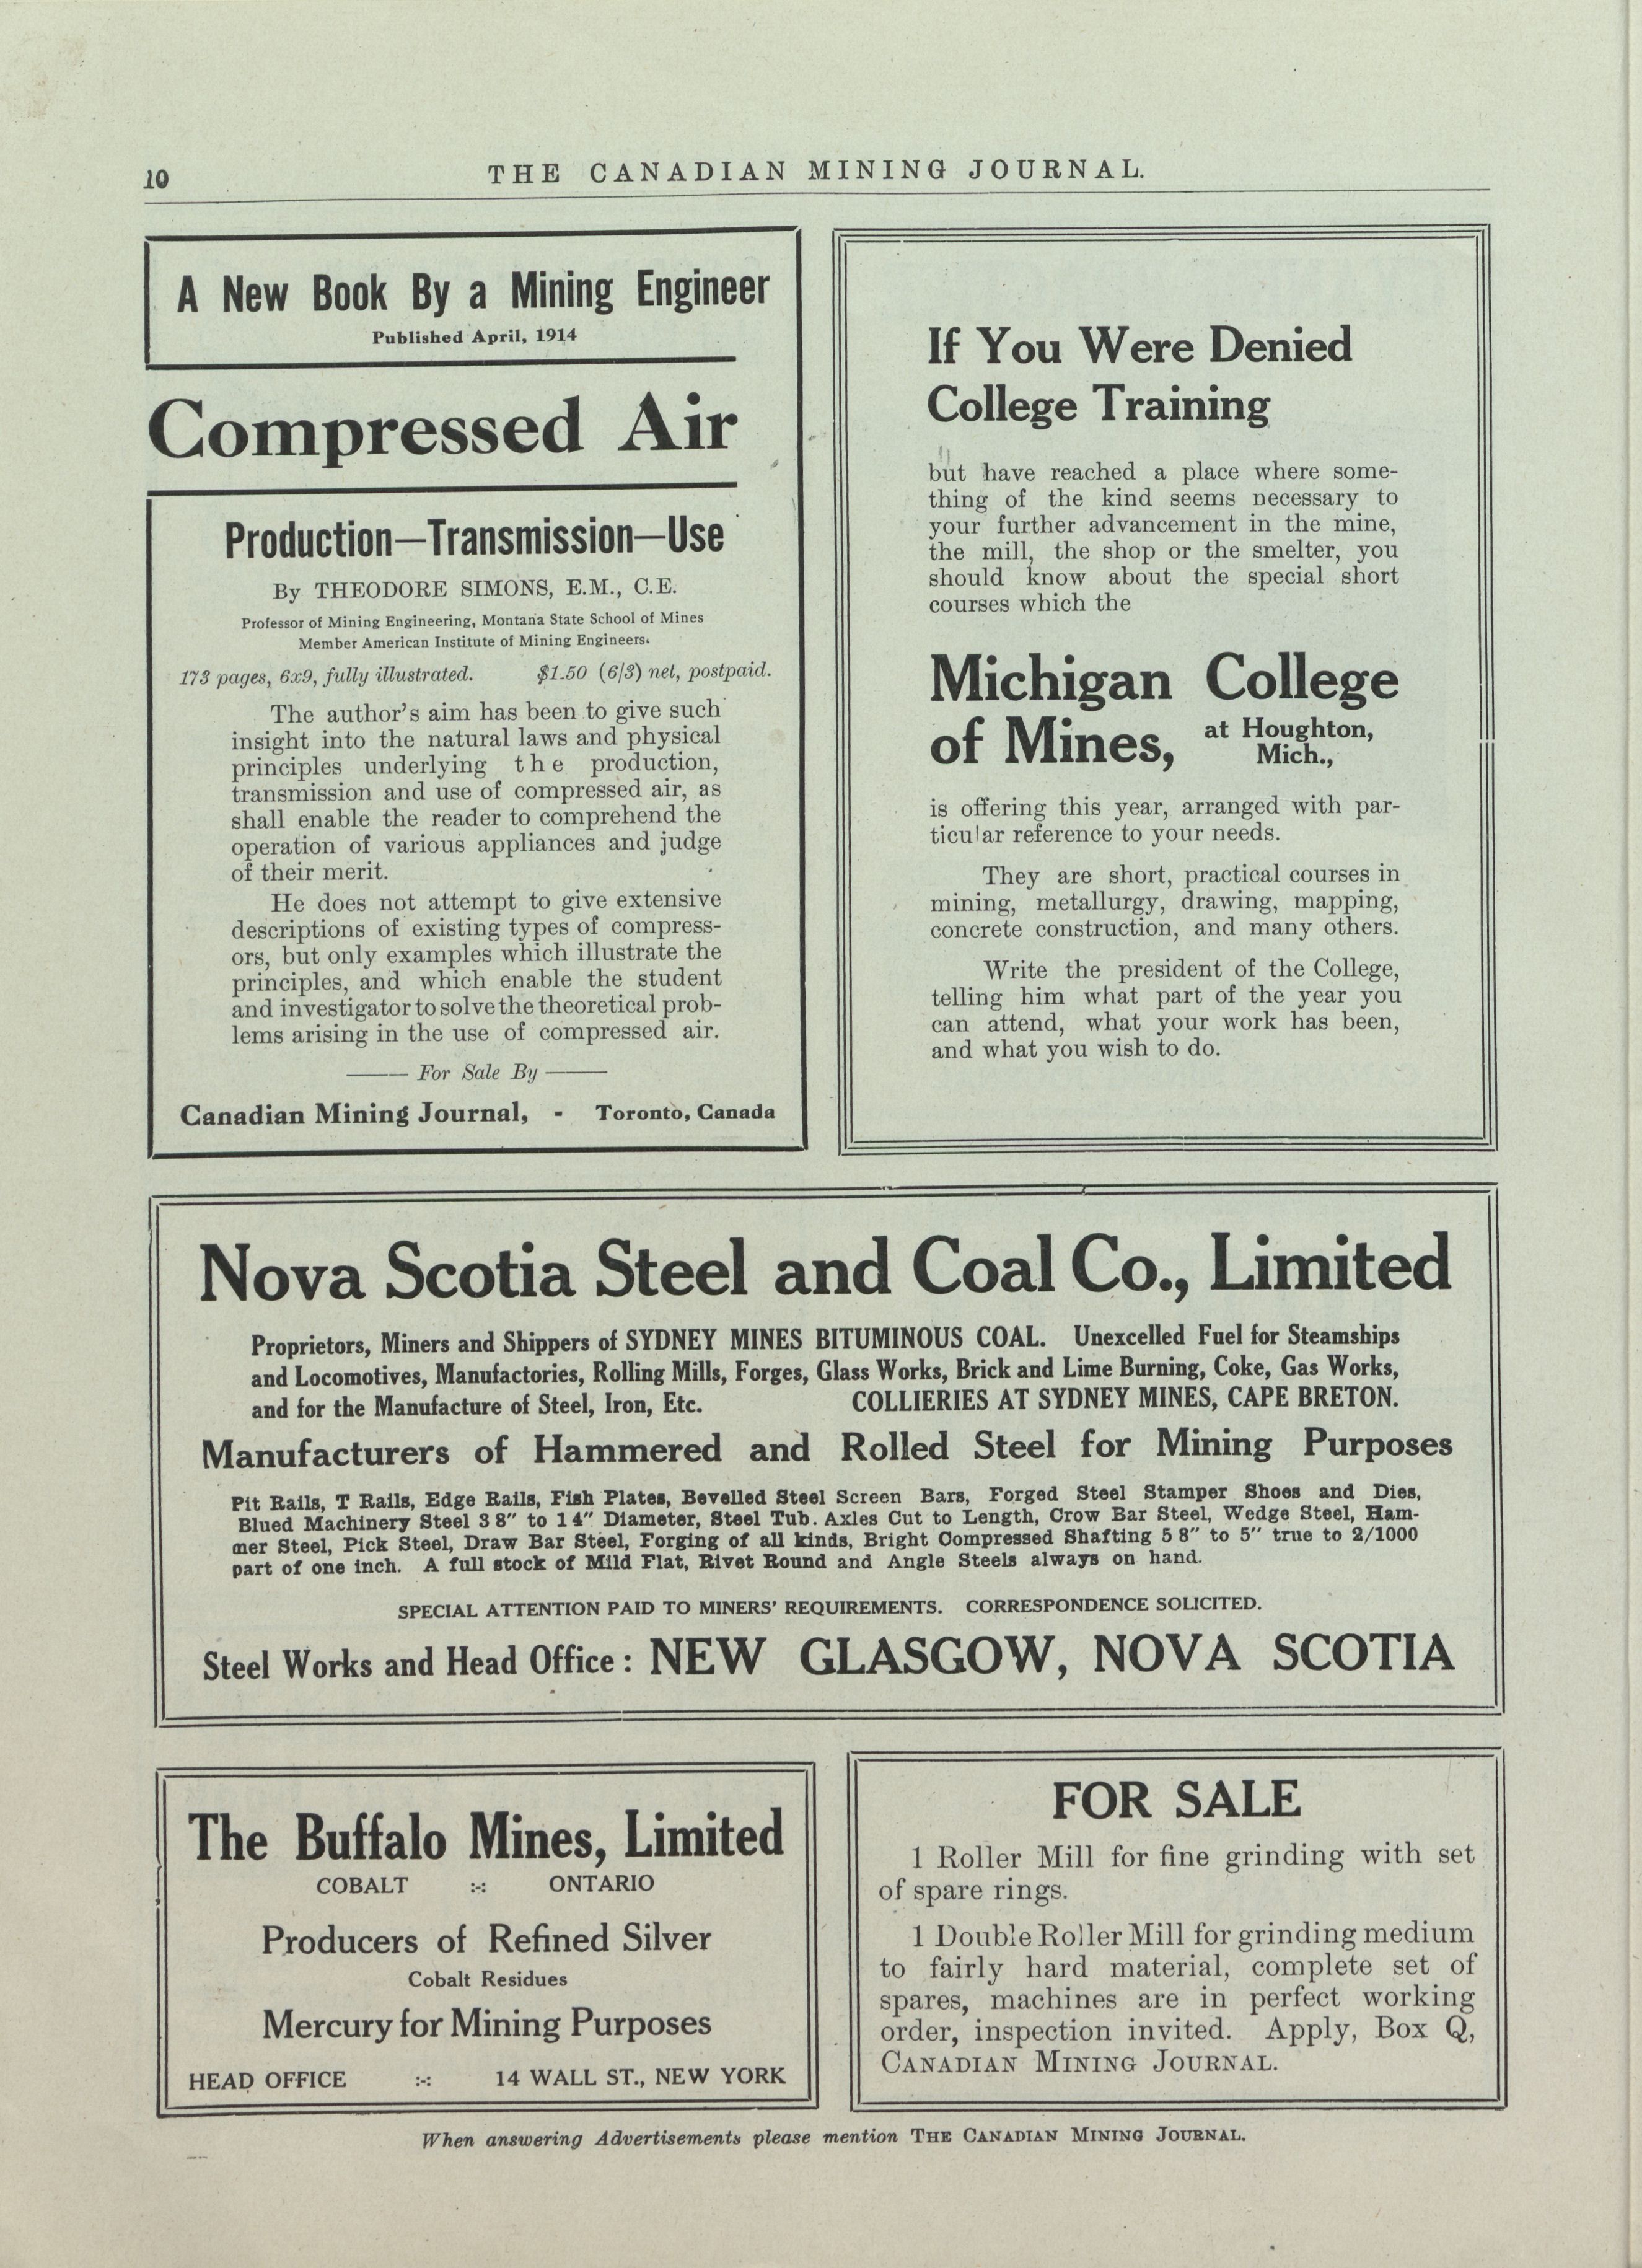 10
THE CANADIAN MINING JOURNAL.
A New Book By a Mining Engineer
Published April, 1914
Compressed Air
Production—Transmission—Use
By THEODORE SIMONS, E.M., C.E.
Professor of Mining Engineering, Montana State School of Mines
Member American Institute of Mining Engineers.
173 pages, 6x9, fully illustrated. $1.50 (6/3) net, postpaid.
The author's aim has been to give such
insight into the natural laws and physical
principles underlying the production,
transmission and use of compressed air, as
shall enable the reader to comprehend the
operation of various appliances and judge
of their merit.
He does not attempt to give extensive
descriptions of existing types of compress-
ors, but only examples which illustrate the
principles, and which enable the student
and investigator to solve the theoretical prob-
lems arising in the use of compressed air.
—— For Sale By ——
Canadian Mining Journal, - Toronto, Canada
If You Were Denied
College Training
but have reached a place where some-
thing of the kind seems necessary to
your further advancement in the mine,
the mill, the shop or the smelter, you
should know about the special short
courses which the
Michigan College
of Mines, at Houghton,
Mich.,
is offering this year, arranged with par-
ticular reference to your needs.
They are short, practical courses in
mining, metallurgy, drawing, mapping,
concrete construction, and many others.
Write the president of the College,
telling him what part of the year you
can attend, what your work has been,
and what you wish to do.
Nova Scotia Steel and Coal Co., Limited
Proprietors, Miners and Shippers of SYDNEY MINES BITUMINOUS COAL. Unexcelled Fuel for Steamships
and Locomotives, Manufactories, Rolling Mills, Forges, Glass Works, Brick and Lime Burning, Coke, Gas Works,
and for the Manufacture of Steel, Iron, Etc. COLLIERIES AT SYDNEY MINES, CAPE BRETON.
Manufacturers of Hammered and Rolled Steel for Mining Purposes
Pit Rails, T Rails, Edge Rails, Fish Plates, Bevelled Steel Screen Bars, Forged Steel Stamper Shoes and Dies,
Blued Machinery Steel 3 8" to 1 4" Diameter, Steel Tub. Axles Cut to Length, Crow Bar Steel, Wedge Steel, Ham-
mer Steel, Pick Steel, Draw Bar Steel, Forging of all kinds, Bright Compressed Shafting 5 8" to 5" true to 2/1000
part of one inch. A full stock of Mild Flat, Rivet Round and Angle Steels always on hand.
SPECIAL ATTENTION PAID TO MINERS' REQUIREMENTS. CORRESPONDENCE SOLICITED.
Steel Works and Head Office : NEW GLASGOW, NOVA SCOTIA
The Buffalo Mines, Limited
COBALT :-: ONTARIO
Producers of Refined Silver
Cobalt Residues
Mercury for Mining Purposes
HEAD OFFICE :-: 14 WALL ST., NEW YORK
FOR SALE
1 Roller Mill for fine grinding with set
of spare rings.
1 Double Roller Mill for grinding medium
to fairly hard material, complete set of
spares, machines are in perfect working
order, inspection invited. Apply, Box Q,
CANADIAN MINING JOURNAL.
When answering Advertisements please mention THE CANADIAN MINING JOURNAL.